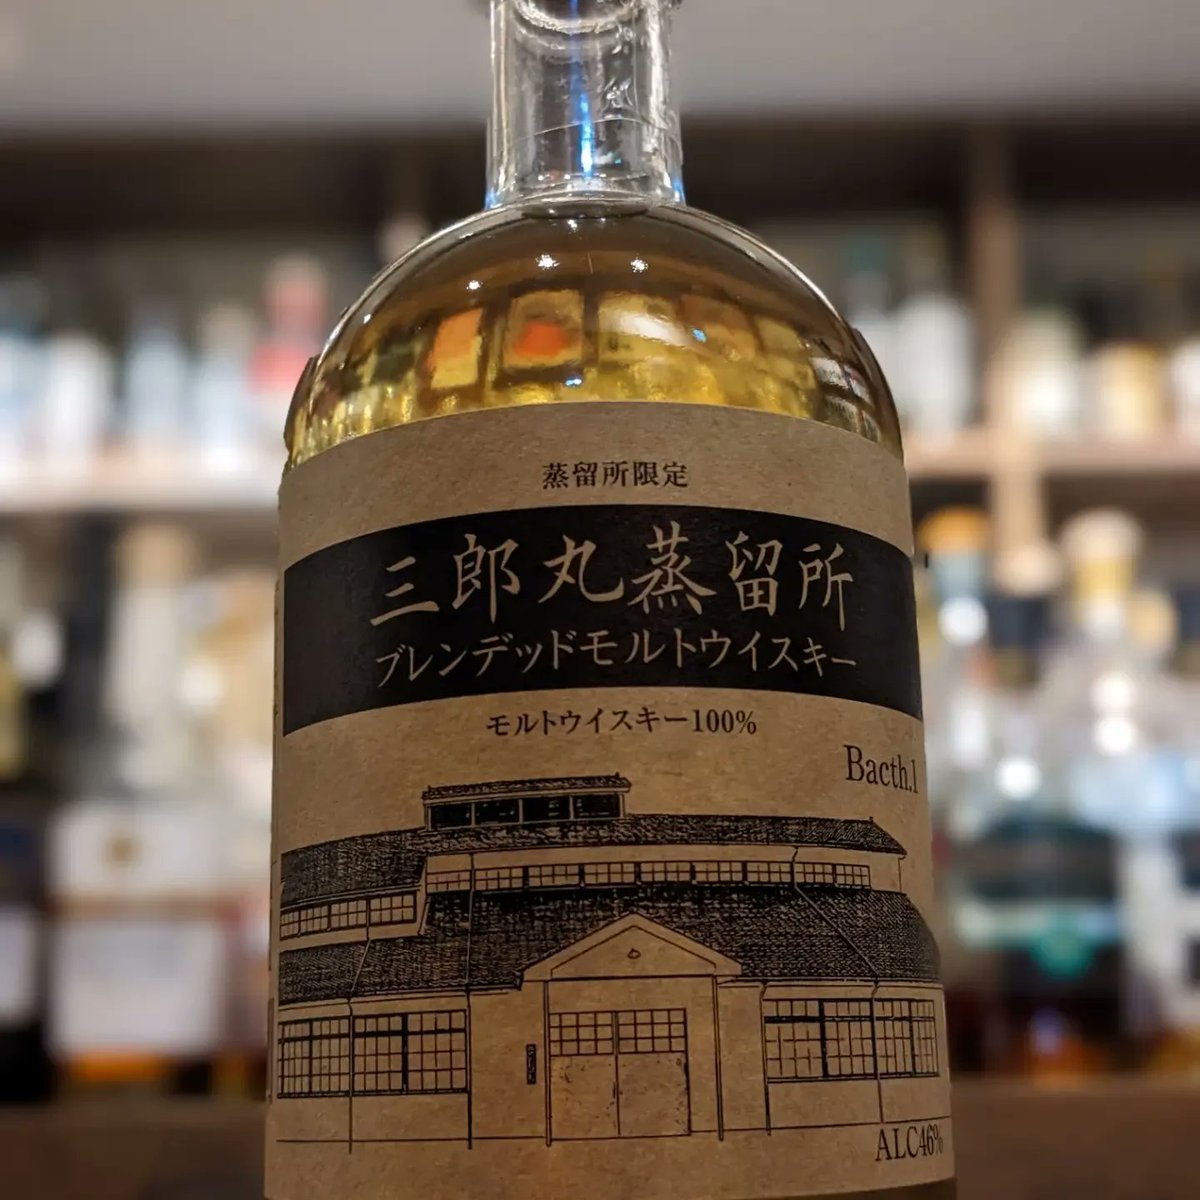 蒸留所限定
三郎丸蒸留所
ブレンデッドモルトウイスキー
モルトウイスキー100%
Bacth.1
ALC46%